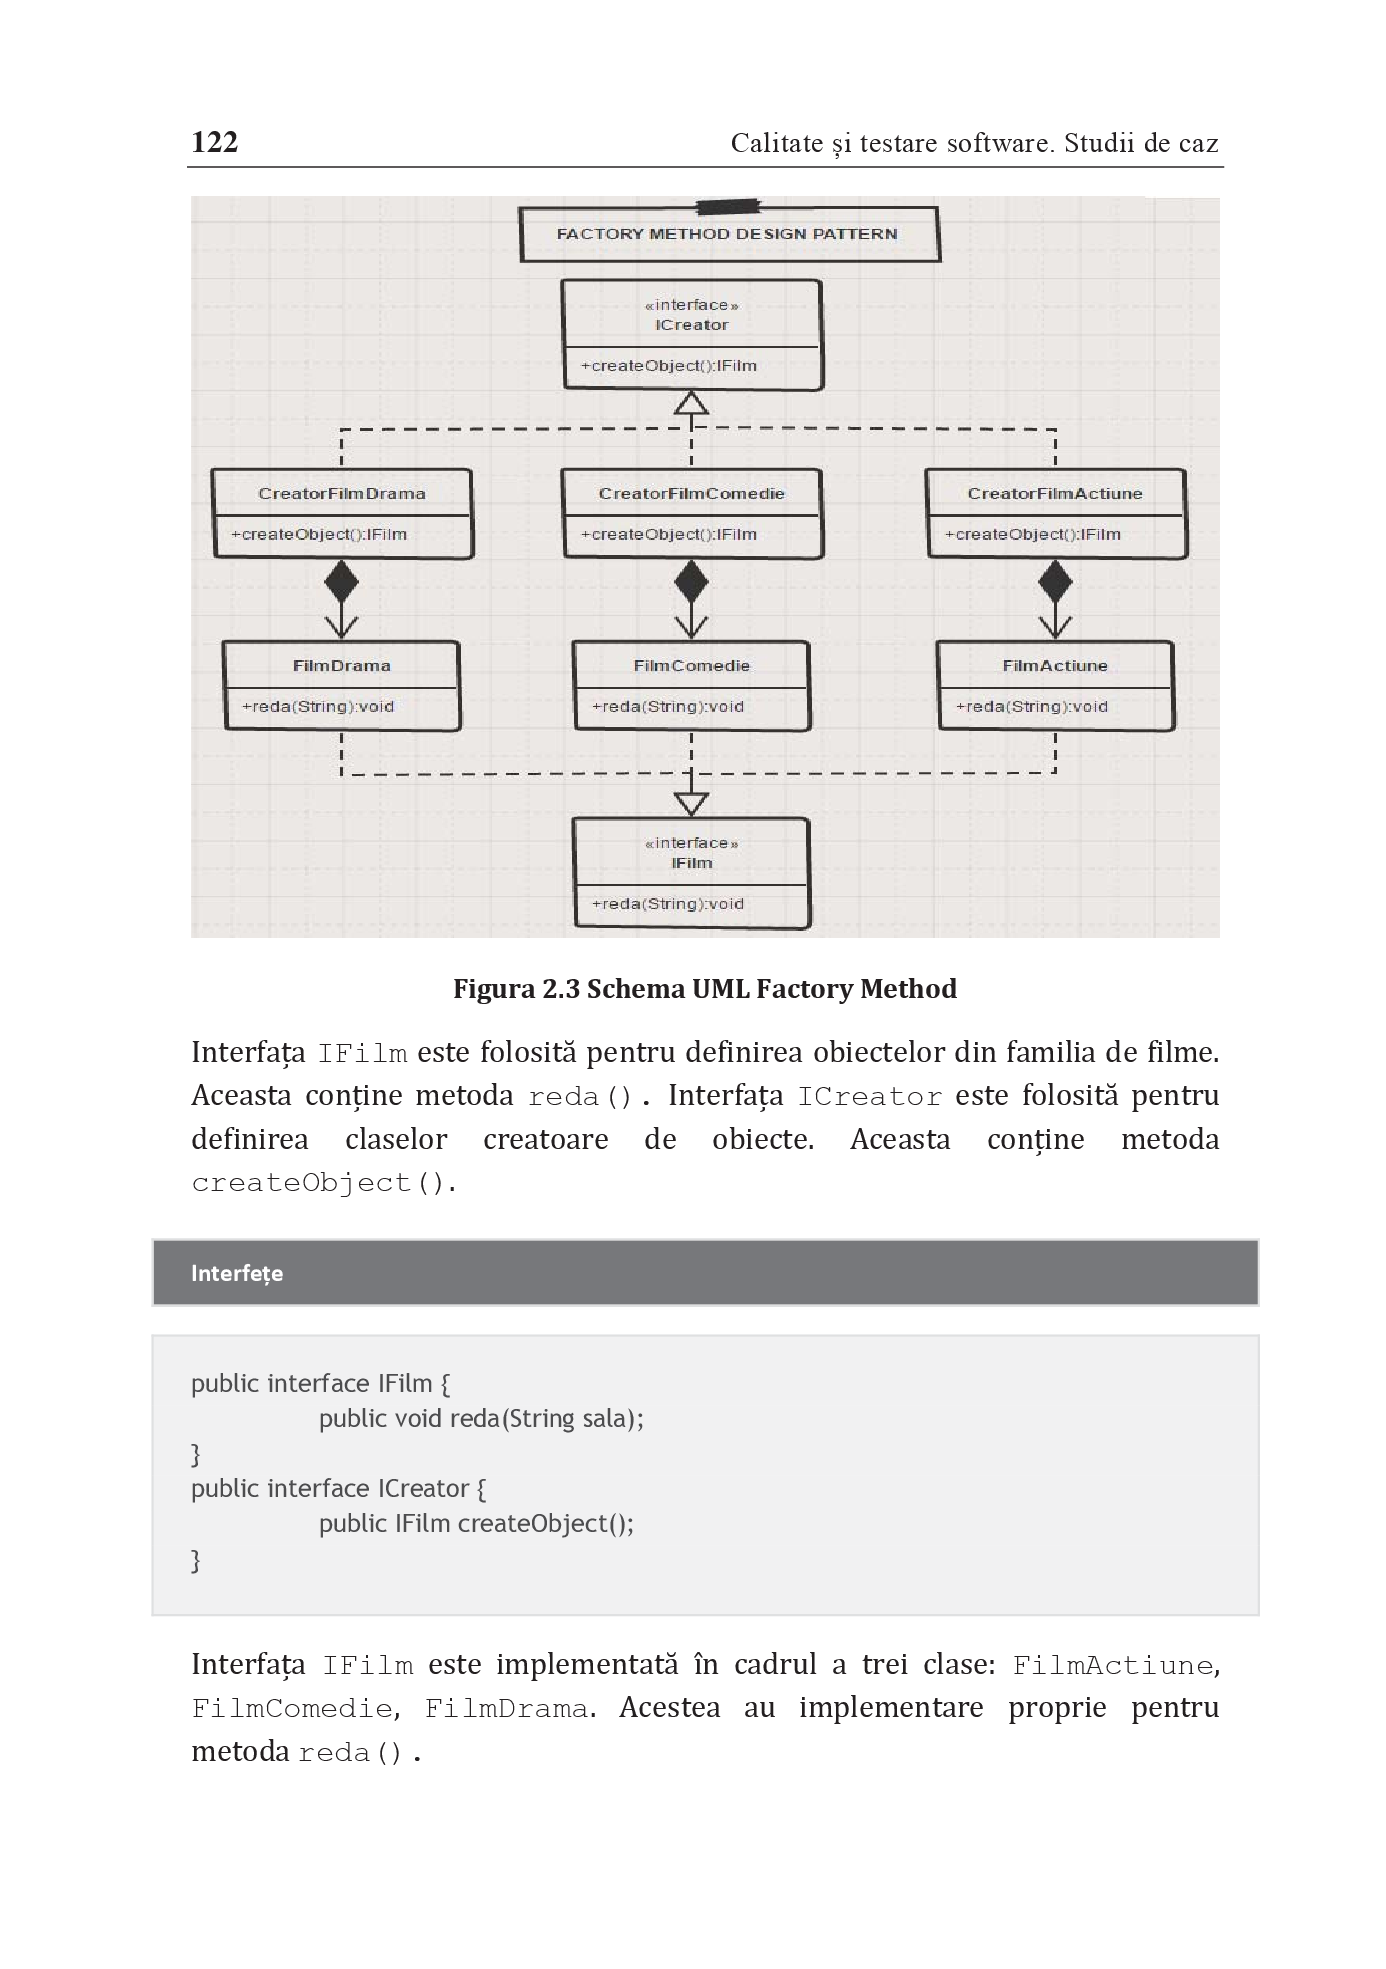 122 Calitate și testare software. Studii de caz
FACTORY METHOD DESIGN PATTERN
«interface»
ICreator
+createObject():IFilm
CreatorFilmDrama CreatorFilmComedie CreatorFilmActiune
+createObject():IFilm +createObject():IFilm +createObject():IFilm
FilmDrama FilmComedie FilmActiune
+reda(String):void +reda(String):void +reda(String):void
«interface»
IFilm
+reda(String):void
Figura 2.3 Schema UML Factory Method
Interfața IFilm este folosită pentru definirea obiectelor din familia de filme.
Aceasta conține metoda reda(). Interfața ICreator este folosită pentru
definirea claselor creatoare de obiecte. Aceasta conține metoda
createObject().
Interfețe
public interface IFilm {
public void reda(String sala);
}
public interface ICreator {
public IFilm createObject();
}
Interfața IFilm este implementată în cadrul a trei clase: FilmActiune,
FilmComedie, FilmDrama. Acestea au implementare proprie pentru
metoda reda().